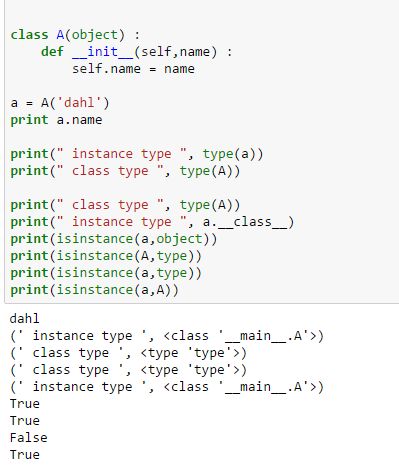 class A(object) :
    def __init__(self,name) :
        self.name = name
a = A('dahl')
print a.name
print(" instance type ", type(a))
print(" class type ", type(A))
print(" class type ", type(A))
print(" instance type ", a.__class__)
print(isinstance(a,object))
print(isinstance(A,type))
print(isinstance(a,type))
print(isinstance(a,A))
dahl
(' instance type ', <class '__main__.A'>)
(' class type ', <type 'type'>)
(' class type ', <type 'type'>)
(' instance type ', <class '__main__.A'>)
True
True
False
True